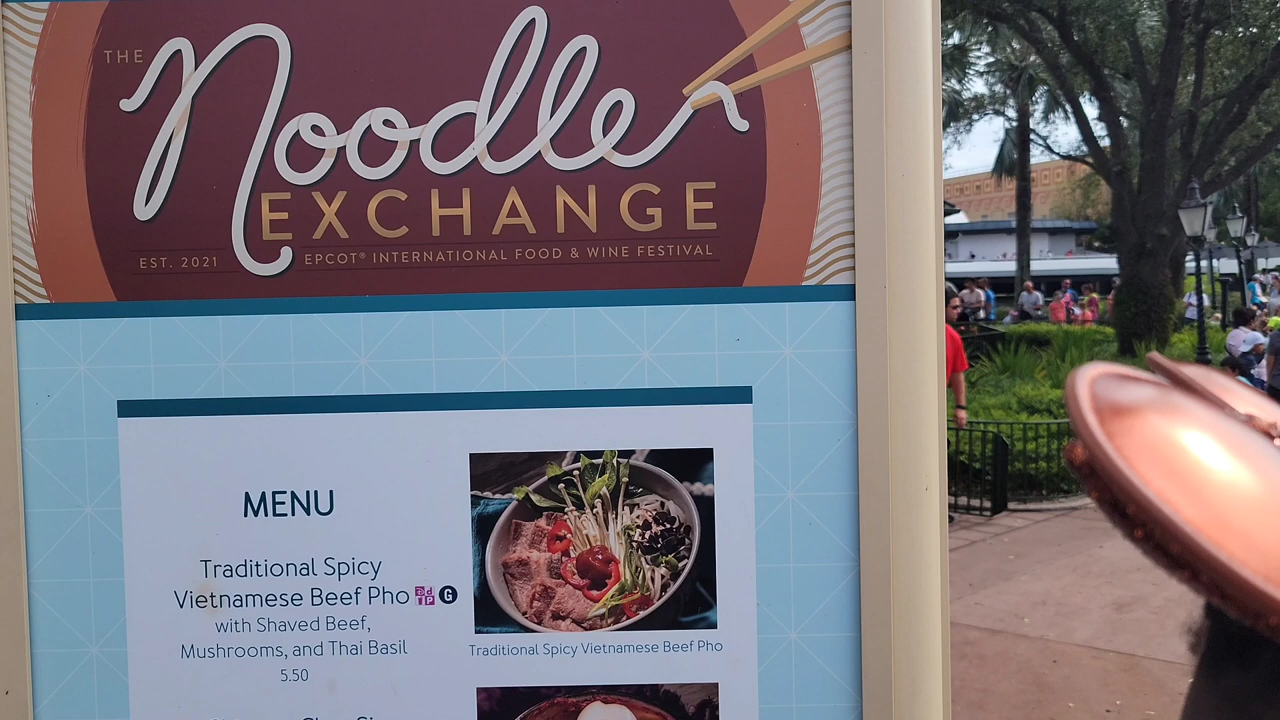 THE
Noodle
EXCHANGE
EST. 2021
EPCOT® INTERNATIONAL FOOD & WINE FESTIVAL
MENU
Traditional Spicy
Vietnamese Beef Pho G
with Shaved Beef,
Mushrooms, and Thai Basil
5.50
Traditional Spicy Vietnamese Beef Pho